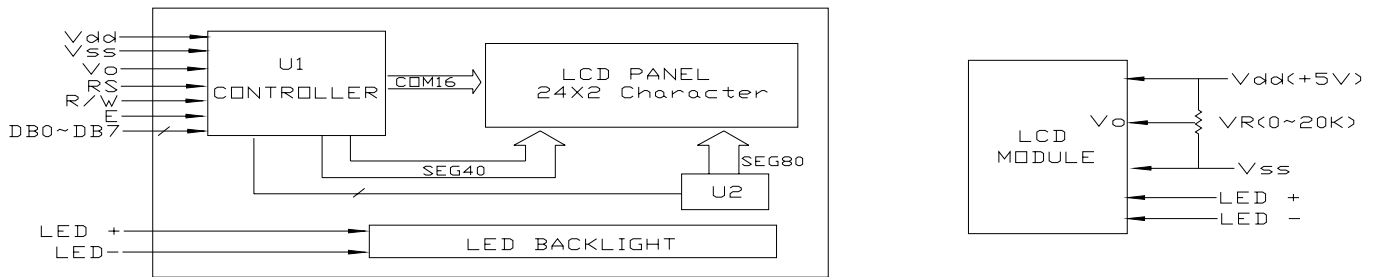 Vdd
Vss
Vo
RS
R/W
E
DB0~DB7
U1
CONTROLLER
COM16
LCD PANEL
24X2 Character
SEG40
SEG80
U2
LED +
LED-
LED BACKLIGHT
LCD
MODULE
Vdd(+5V)
Vo
VR(0~20K)
Vss
LED +
LED -